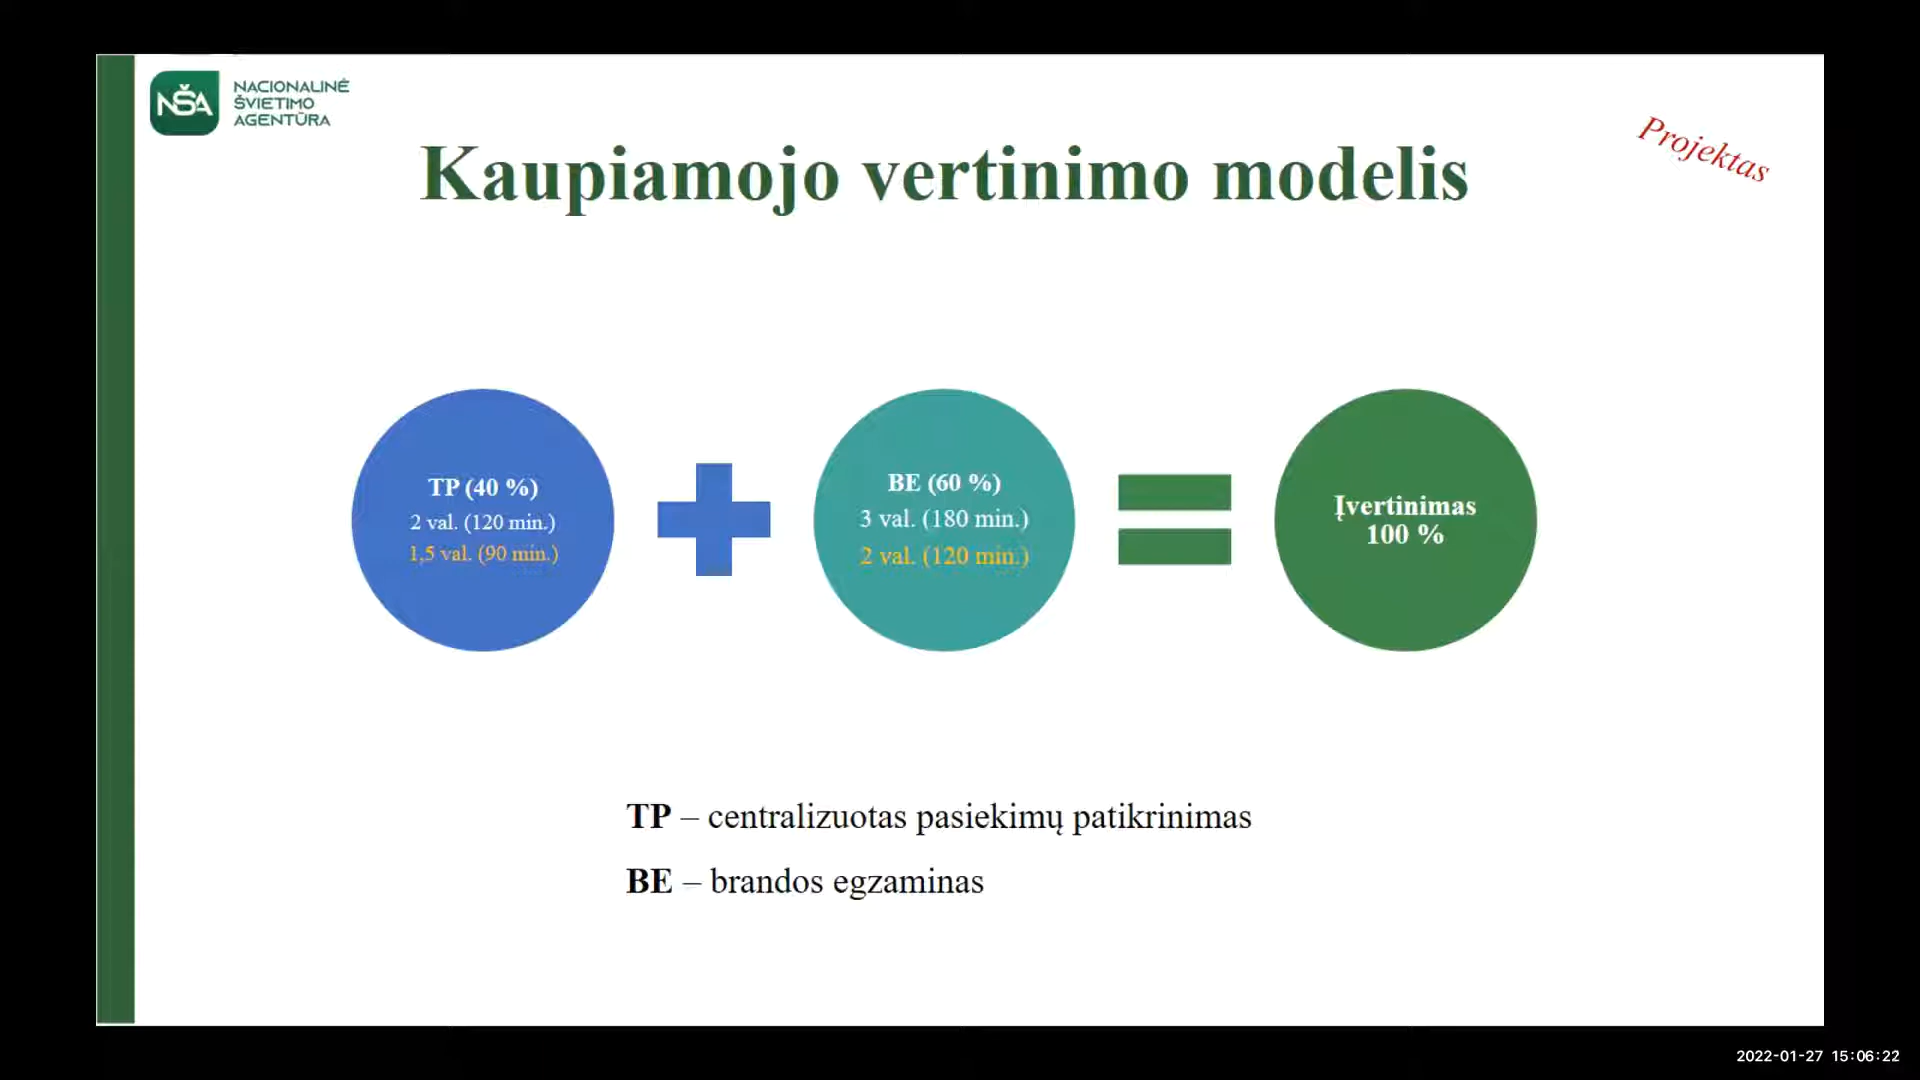 NŠA
NACIONALINĖ
ŠVIETIMO
AGENTŪRA
Projektas
Kaupiamojo vertinimo modelis
TP (40 %)
2 val. (120 min.)
1,5 val. (90 min.)
BE (60 %)
3 val. (180 min.)
2 val. (120 min.)
Įvertinimas
100 %
TP – centralizuotas pasiekimų patikrinimas
BE – brandos egzaminas
2022-01-27 15:06:22